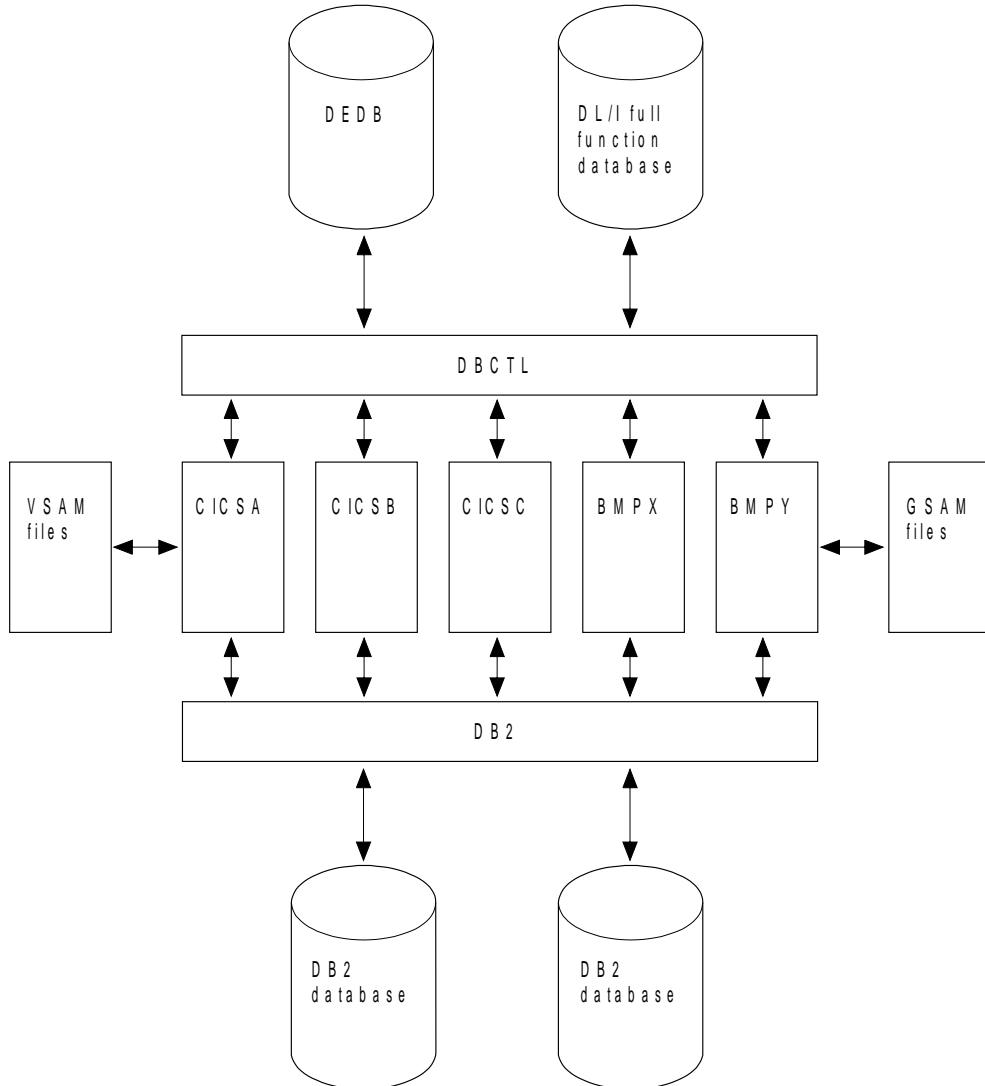 DEDB
DL/I full
function
database
DBCTL
VSAM
files
CICSA
CICSB
CICSC
BMPX
BMPY
GSAM
files
DB2
DB2
database
DB2
database